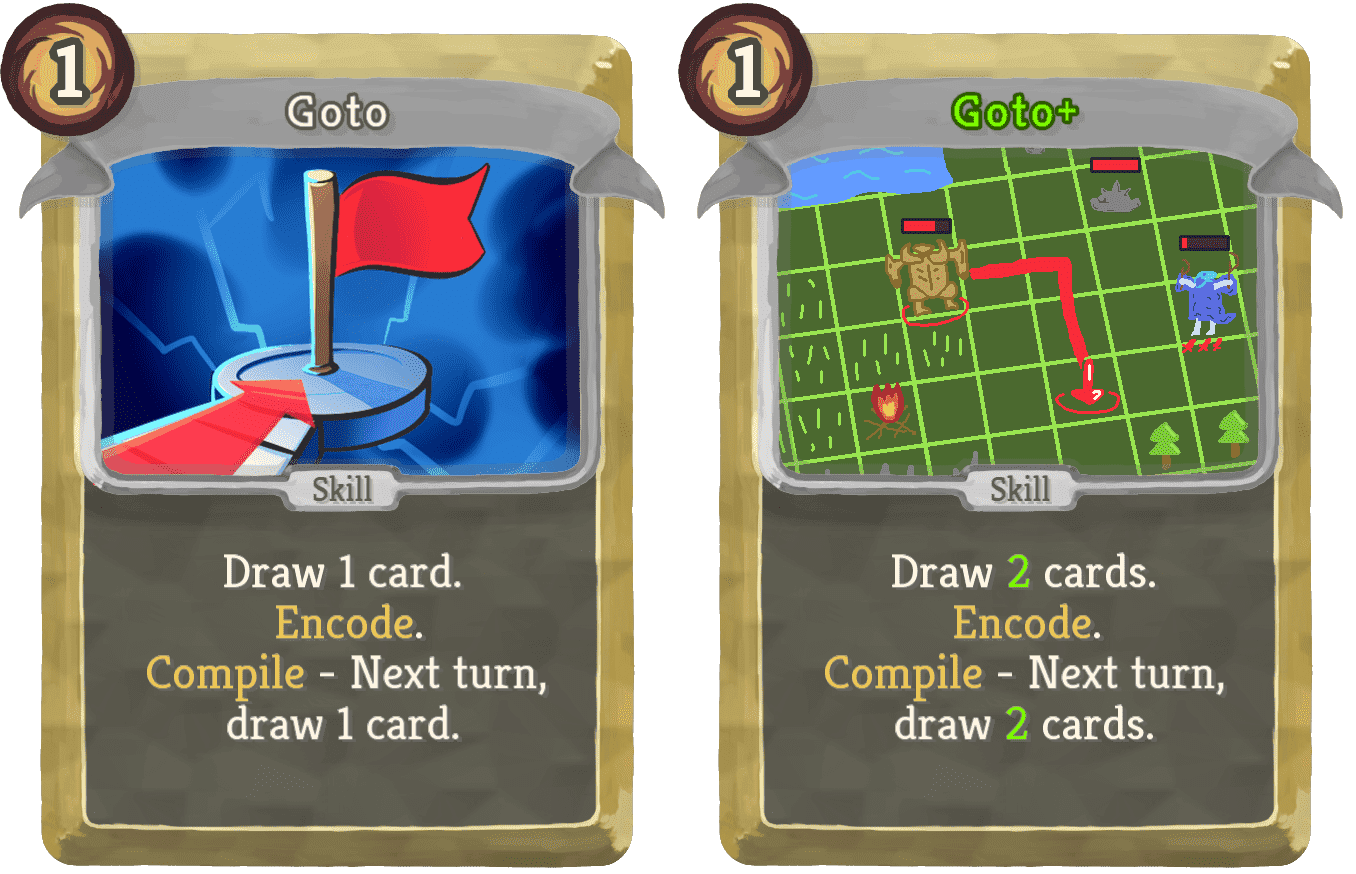 1
Goto
Skill
Draw 1 card.
Encode.
Compile - Next turn,
draw 1 card.
1
Goto+
?
Skill
Draw 2 cards.
Encode.
Compile - Next turn,
draw 2 cards.